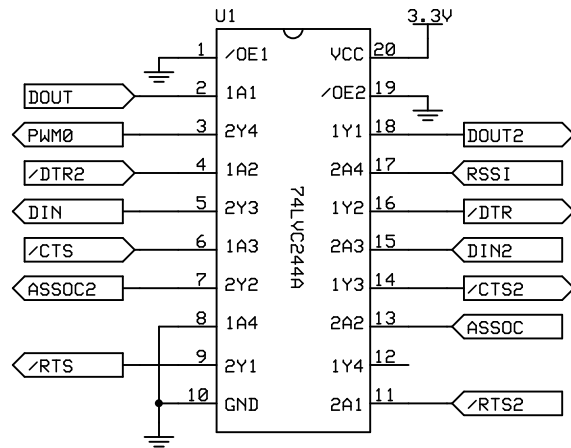 U1 3.3V
1 /OE1 VCC 20
DOUT 2 1A1 /OE2 19
PWM0 3 2Y4 1Y1 18 DOUT2
/DTR2 4 1A2 2A4 17 RSSI
DIN 5 2Y3 1Y2 16 /DTR
/CTS 6 1A3 2A3 15 DIN2
ASSOC2 7 2Y2 1Y3 14 /CTS2
8 1A4 2A2 13 ASSOC
/RTS 9 2Y1 1Y4 12
10 GND 2A1 11 /RTS2
74LVC244A